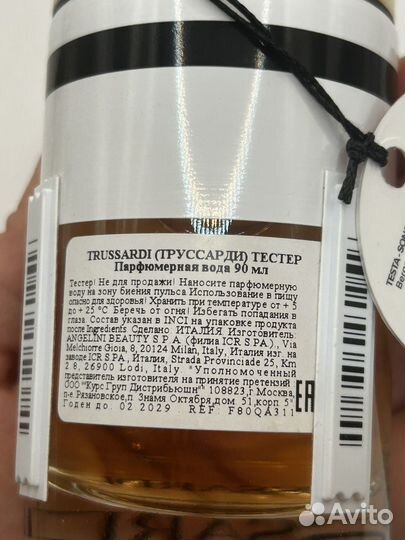 TRUSSARDI (ТРУССАРДИ) ТЕСТЕР
Парфюмерная вода 90 мл
Тестер! Не для продажи! Наносите парфюмерную
воду на зону биения пульса Использование в пищу
опасно для здоровья! Хранить при температуре от + 5
до + 25 °C Беречь от огня! Избегать попадания в
глаза. Состав указан в INCI на упаковке продукта
после Ingredients Сделано ИТАЛИЯ Изготовитель
ANGELINI BEAUTY S.P.A. (филиа ICR S.P.A.), Via
Melchiorre Gioia, 8, 20124 Milan, Italy, Италия изг. на
заводе ICR S.P.A., Италия, Strada Provinciale 25, Km
2.8, 26900 Lodi, Italy. "Уполномоченный
представитель изготовителя на принятие претензий
ООО "Курс Груп Дистрибьюшн" 108823, г Москва,
п-е. Рязановское, п Знамя Октября, дом 51, корп 5"
Годен до 02 2029. REF F80QA311
EAC
TESTA-SON
Berg
Avito